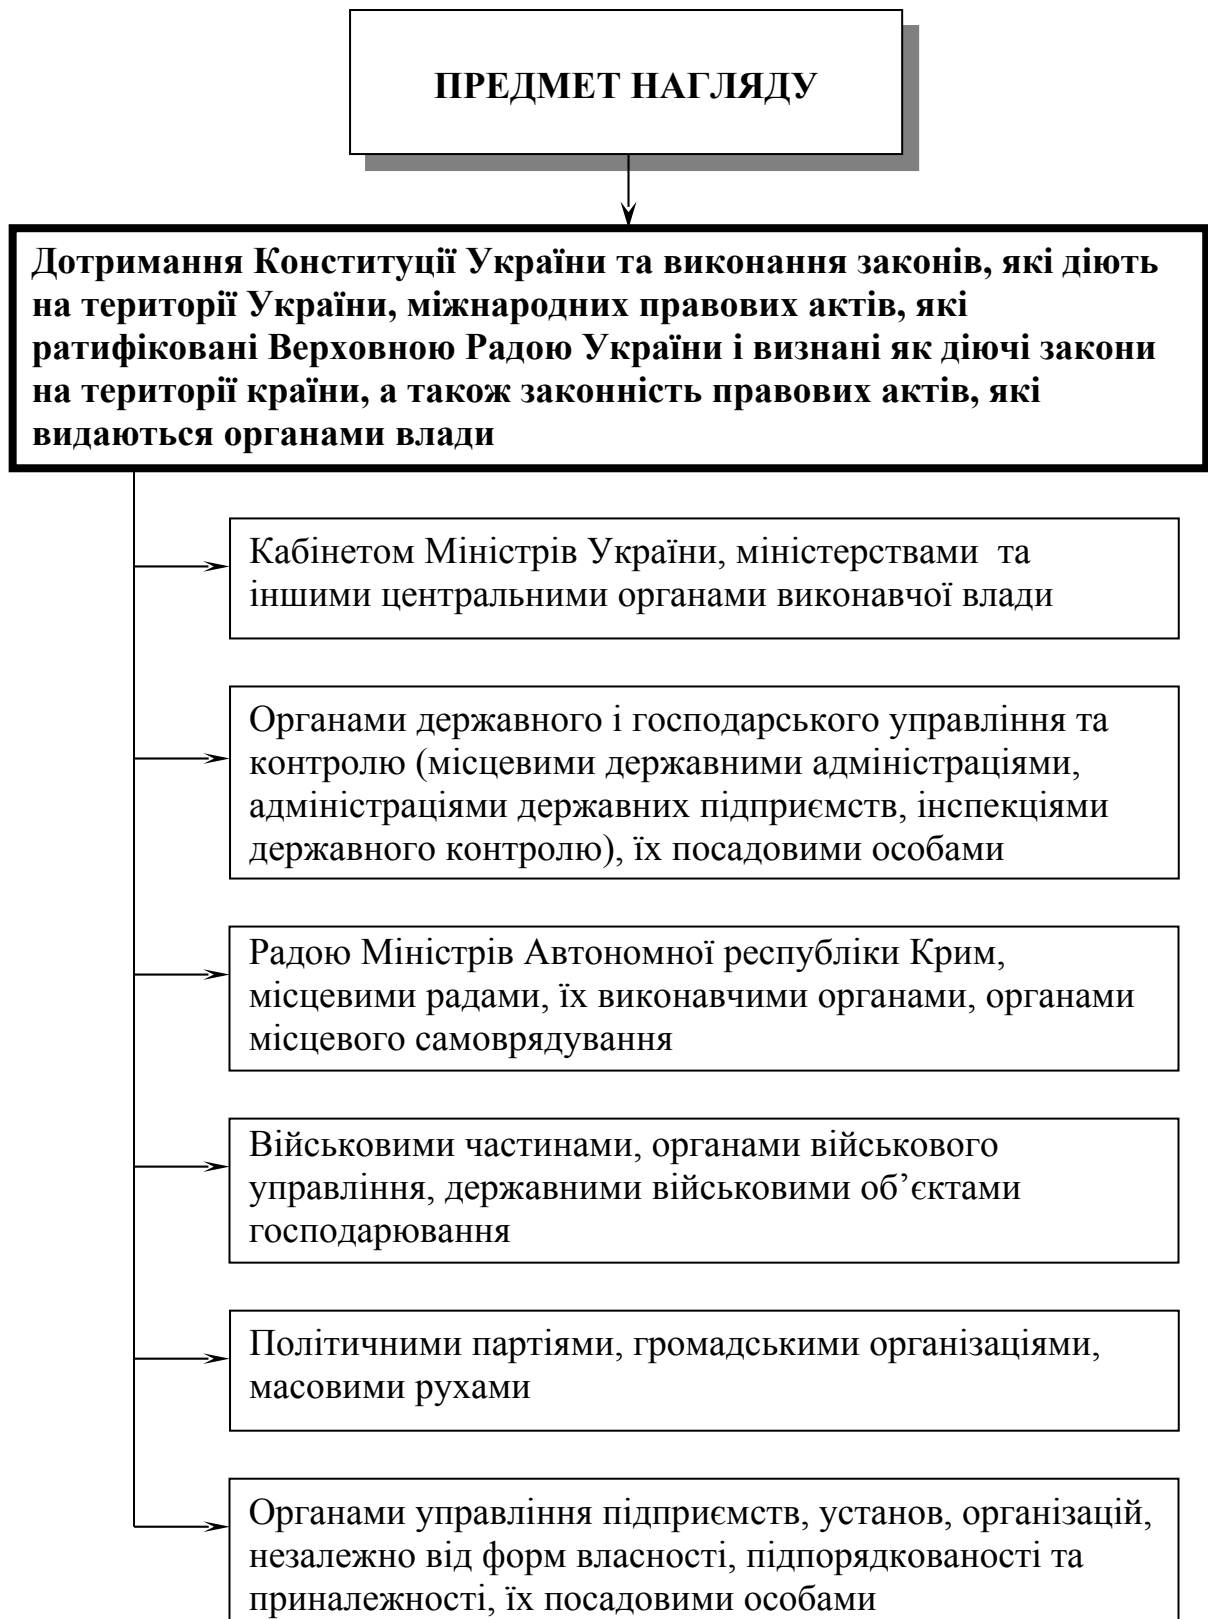 ПРЕДМЕТ НАГЛЯДУ
Дотримання Конституції України та виконання законів, які діють
на території України, міжнародних правових актів, які
ратифіковані Верховною Радою України і визнані як діючі закони
на території країни, а також законність правових актів, які
видаються органами влади
Кабінетом Міністрів України, міністерствами та
іншими центральними органами виконавчої влади
Органами державного і господарського управління та
контролю (місцевими державними адміністраціями,
адміністраціями державних підприємств, інспекціями
державного контролю), їх посадовими особами
Радою Міністрів Автономної республіки Крим,
місцевими радами, їх виконавчими органами, органами
місцевого самоврядування
Військовими частинами, органами військового
управління, державними військовими об’єктами
господарювання
Політичними партіями, громадськими організаціями,
масовими рухами
Органами управління підприємств, установ, організацій,
незалежно від форм власності, підпорядкованості та
приналежності, їх посадовими особами